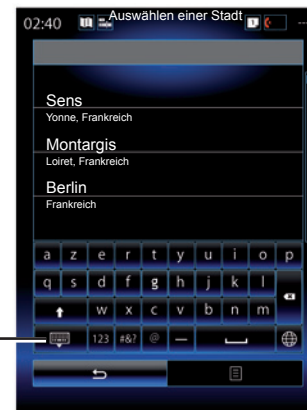 02:40 Auswählen einer Stadt
Sens
Yonne, Frankreich
Montargis
Loiret, Frankreich
Berlin
Frankreich
a z e r t y u i o p
q s d f g h j k l
w x c v b n m
123 #&? @ —